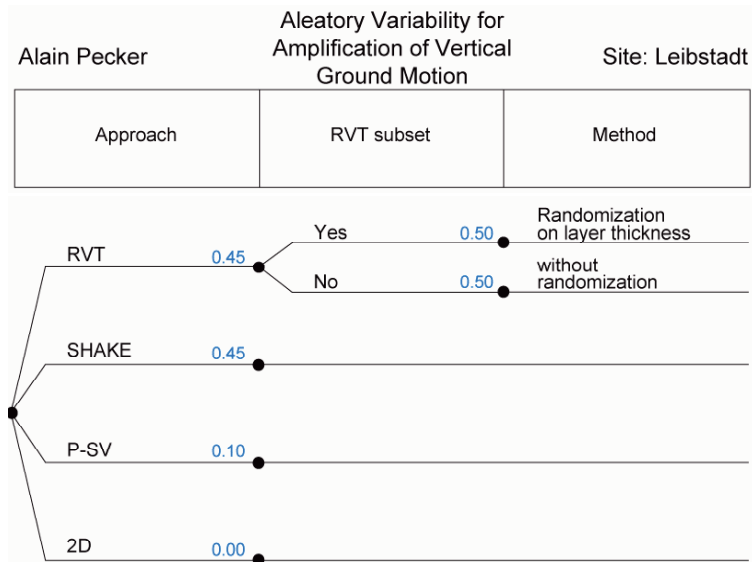 Aleatory Variability for
Amplification of Vertical
Ground Motion
Alain Pecker
Site: Leibstadt
Approach
RVT subset
Method
RVT
0.45
Yes
0.50
Randomization
on layer thickness
No
0.50
without
randomization
SHAKE
0.45
P-SV
0.10
2D
0.00